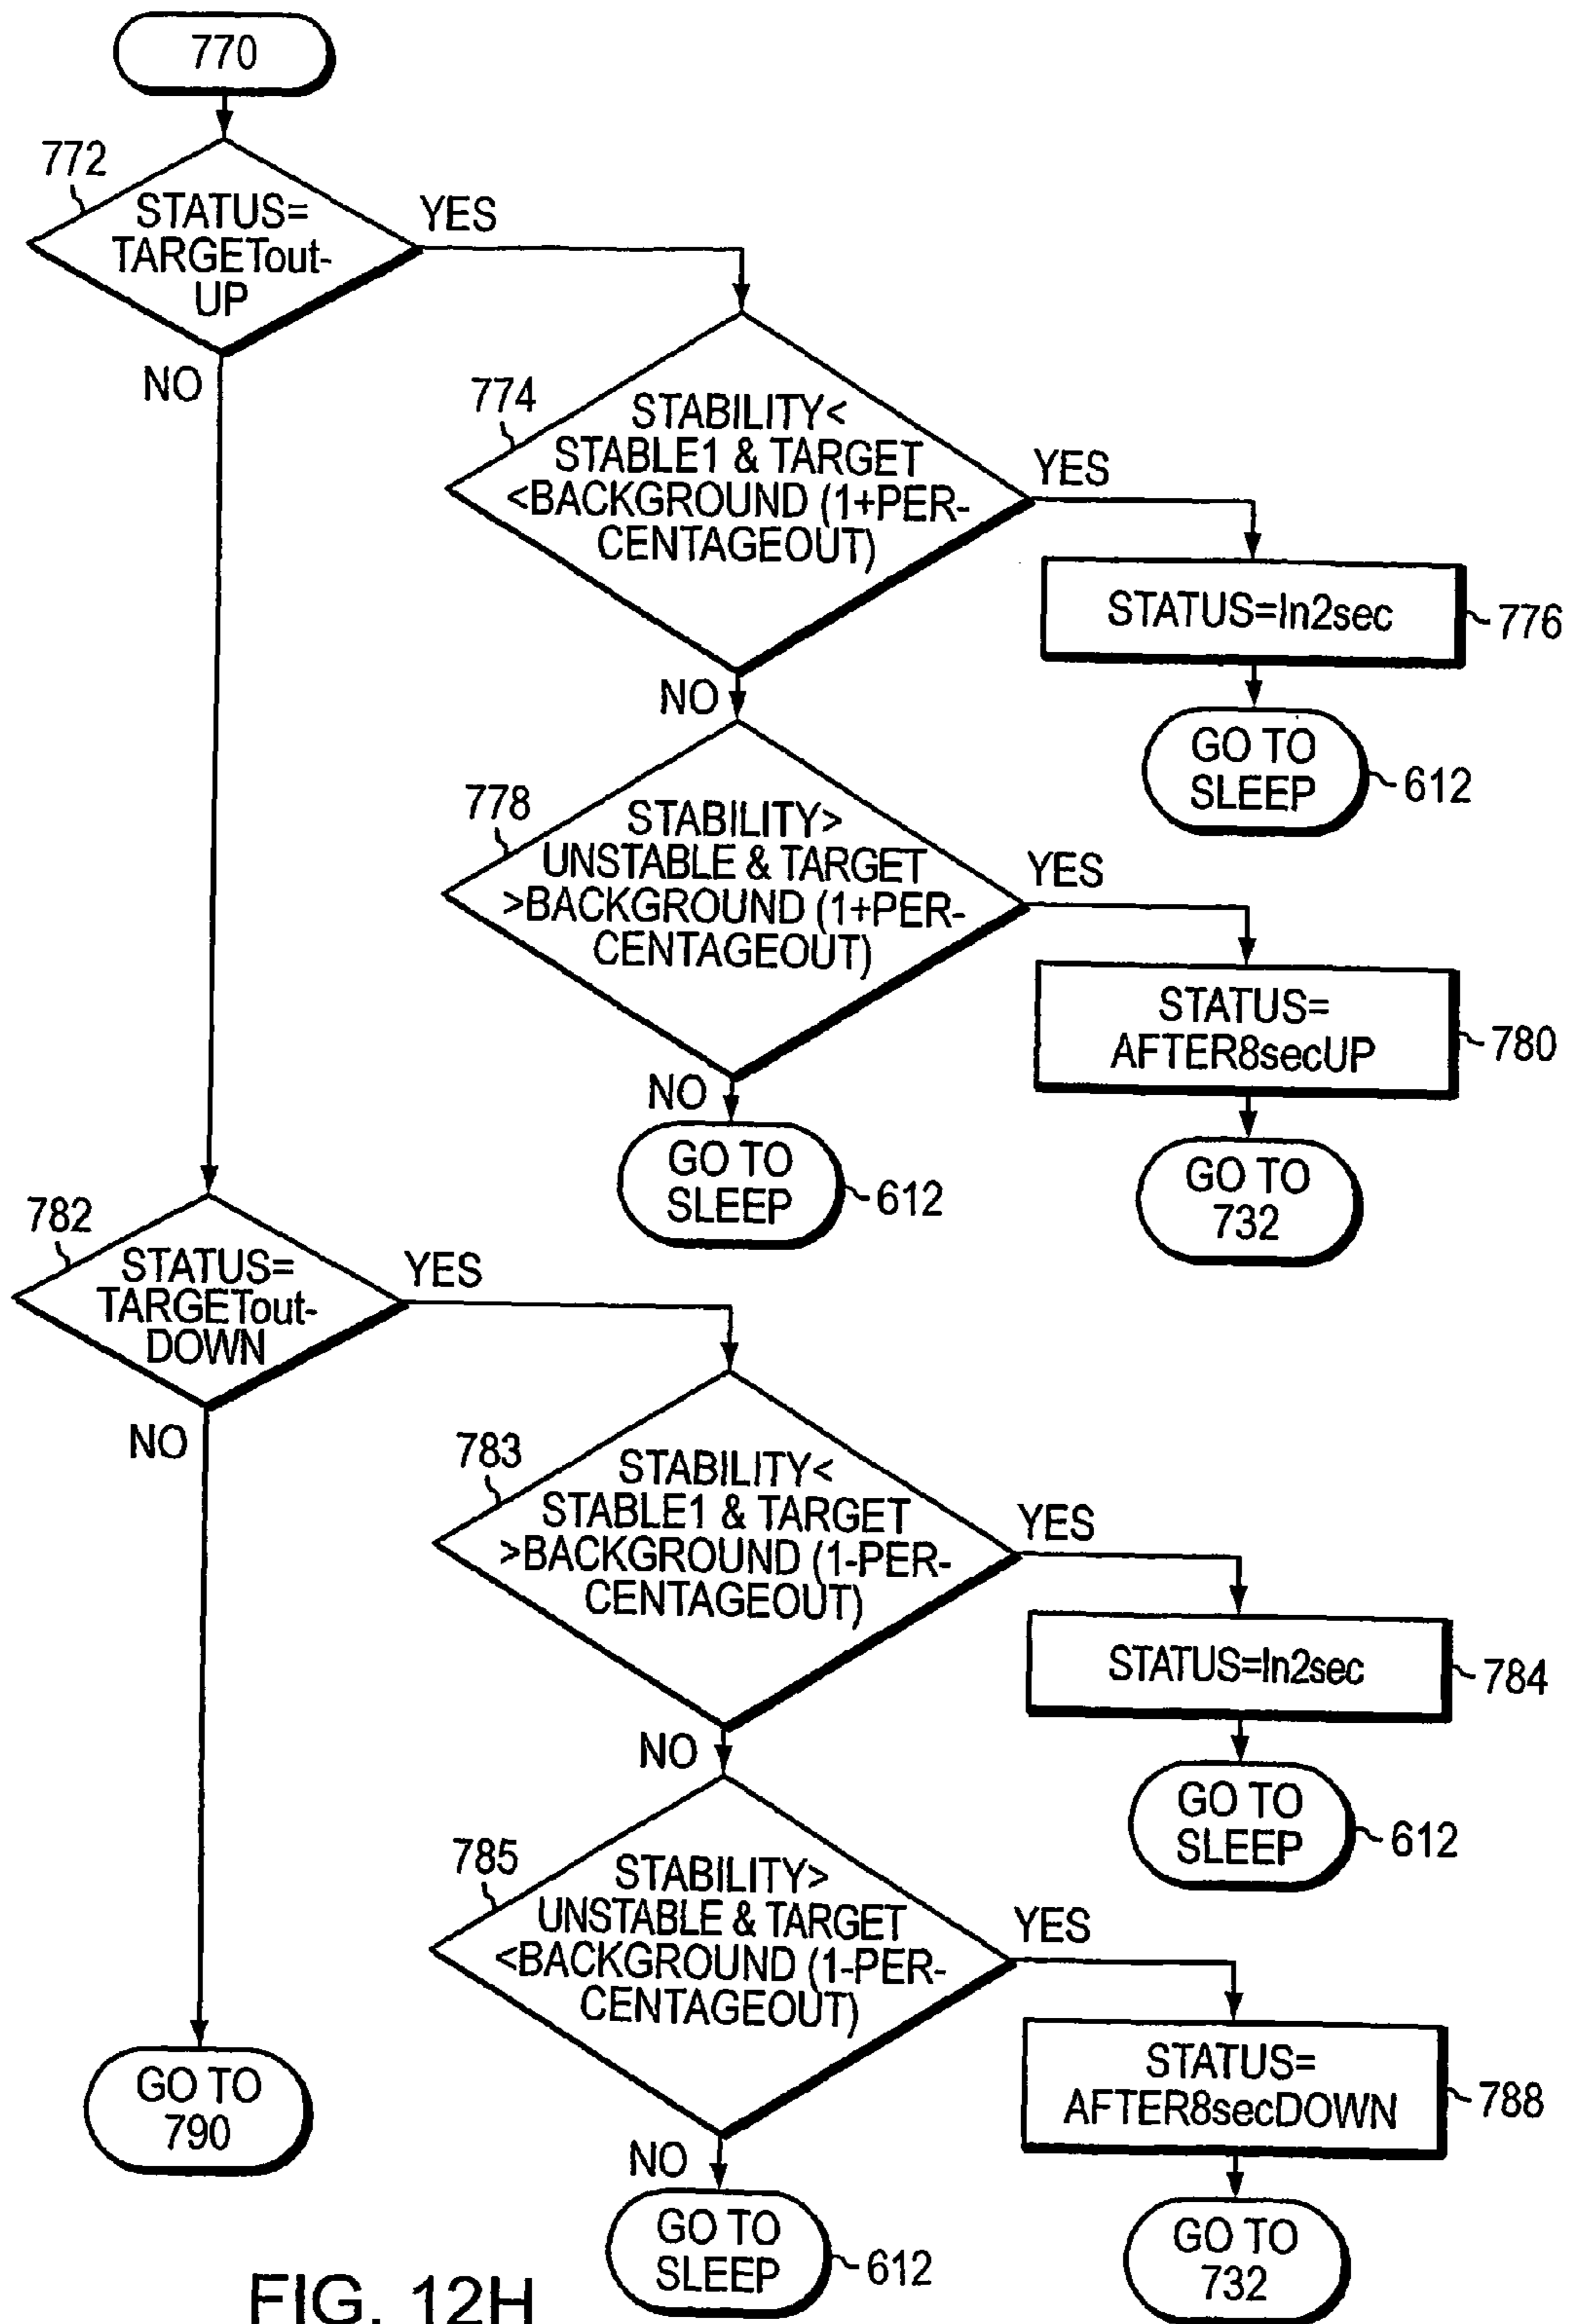 770
772
STATUS=
TARGETout-
UP
YES
NO
774
STABILITY<
STABLE1 & TARGET
<BACKGROUND (1+PER-
CENTAGEOUT)
YES
STATUS=In2sec
776
GO TO
SLEEP
612
NO
778
STABILITY>
UNSTABLE & TARGET
>BACKGROUND (1+PER-
CENTAGEOUT)
YES
STATUS=
AFTER8secUP
780
GO TO
732
NO
GO TO
SLEEP
612
782
STATUS=
TARGETout-
DOWN
YES
NO
783
STABILITY<
STABLE1 & TARGET
>BACKGROUND (1-PER-
CENTAGEOUT)
YES
STATUS=In2sec
784
GO TO
SLEEP
612
NO
785
STABILITY>
UNSTABLE & TARGET
<BACKGROUND (1-PER-
CENTAGEOUT)
YES
STATUS=
AFTER8secDOWN
788
GO TO
732
NO
GO TO
SLEEP
612
GO TO
790
FIG. 12H